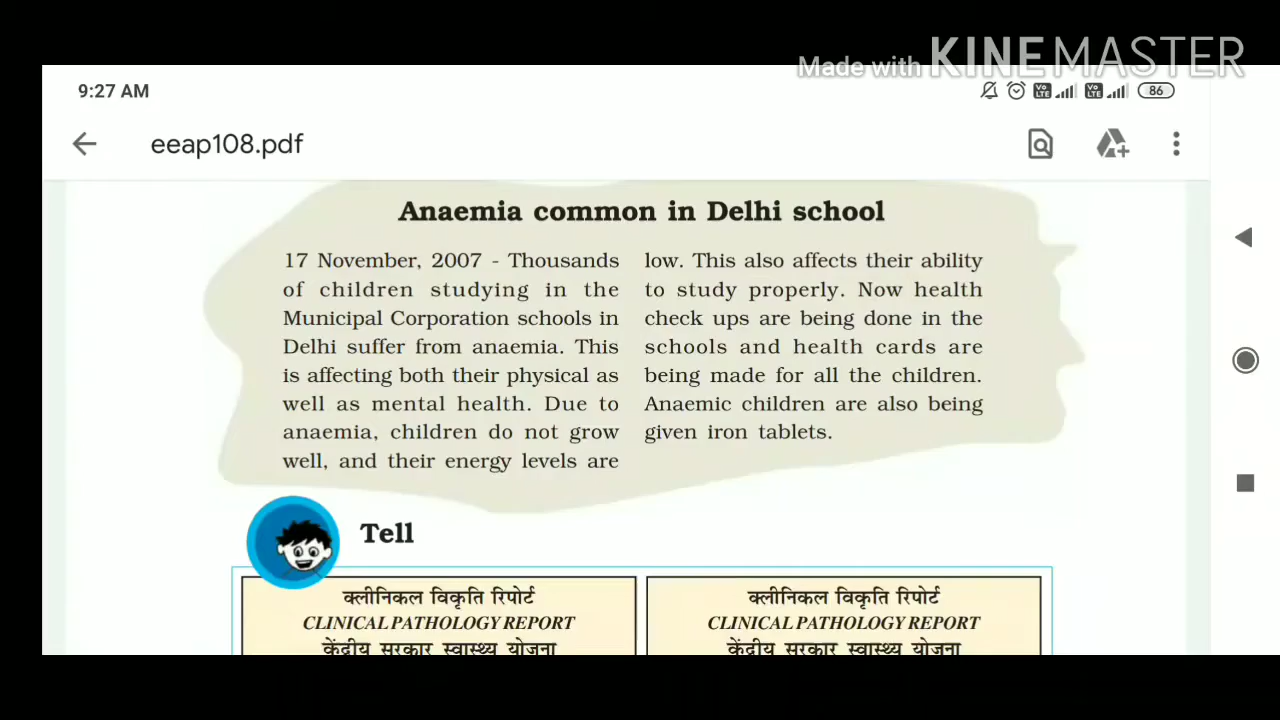 Made with KINEMASTER
9:27 AM
Vo LTE Vo LTE 86
eeap108.pdf
Anaemia common in Delhi school
17 November, 2007 - Thousands
of children studying in the
Municipal Corporation schools in
Delhi suffer from anaemia. This
is affecting both their physical as
well as mental health. Due to
anaemia, children do not grow
well, and their energy levels are
low. This also affects their ability
to study properly. Now health
check ups are being done in the
schools and health cards are
being made for all the children.
Anaemic children are also being
given iron tablets.
Tell
क्लीनिकल विकृति रिपोर्ट
CLINICAL PATHOLOGY REPORT
केंद्रीय सरकार स्वास्थ्य योजना
क्लीनिकल विकृति रिपोर्ट
CLINICAL PATHOLOGY REPORT
केंद्रीय सरकार स्वास्थ्य योजना